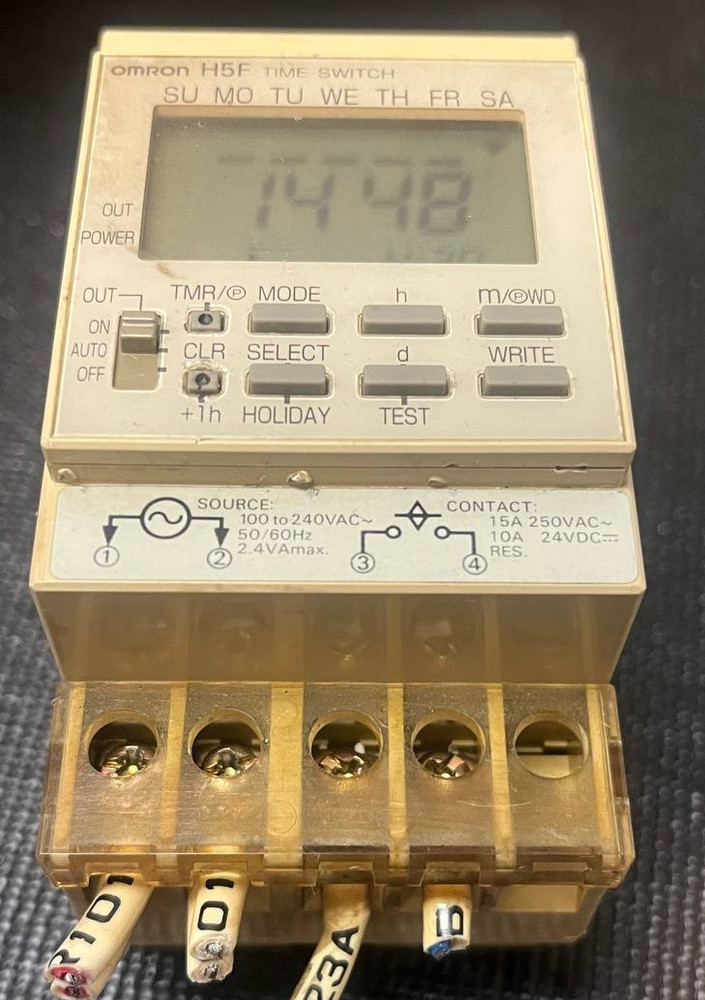 OMRON H5F TIME SWITCH
SU MO TU WE TH FR SA
14 48
OUT
POWER
OUT
TMR/Ⓟ MODE h m/ⓅWD
ON
AUTO
OFF
CLR SELECT d WRITE
+1h HOLIDAY TEST
SOURCE:
100 to 240VAC~
50/60Hz
2.4VAmax.
1 2
CONTACT:
15A 250VAC~
10A 24VDC⎓
RES.
3 4
R101
01
23A
B